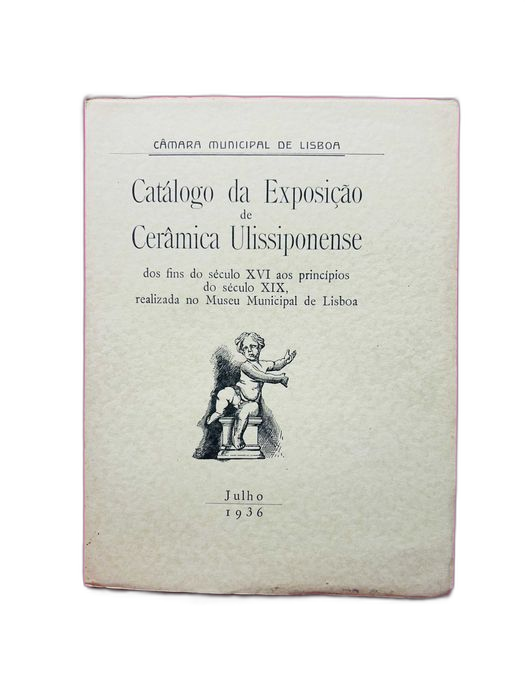 CÂMARA MUNICIPAL DE LISBOA
Catálogo da Exposição
de
Cerâmica Ulissiponense
dos fins do século XVI aos princípios
do século XIX,
realizada no Museu Municipal de Lisboa
Julho
1936